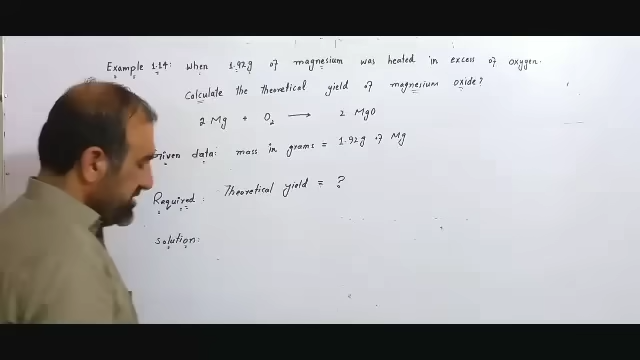 Example 1.14: When 1.92g of magnesium was heated in excess of oxygen.
Calculate the theoretical yield of magnesium oxide?
2 Mg + O₂ ⟶ 2 MgO
Given data: mass in grams = 1.92g of Mg
Required: Theoretical yield = ?
Solution: